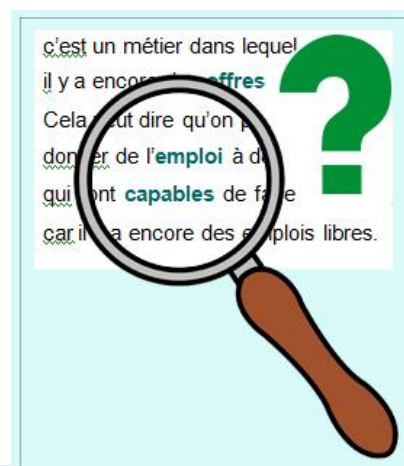 c'est un métier dans lequel
il y a encore offres
Cela veut dire qu'on
donner de l'emploi à
qui sont capables de faire
car il y a encore des emplois libres.
?